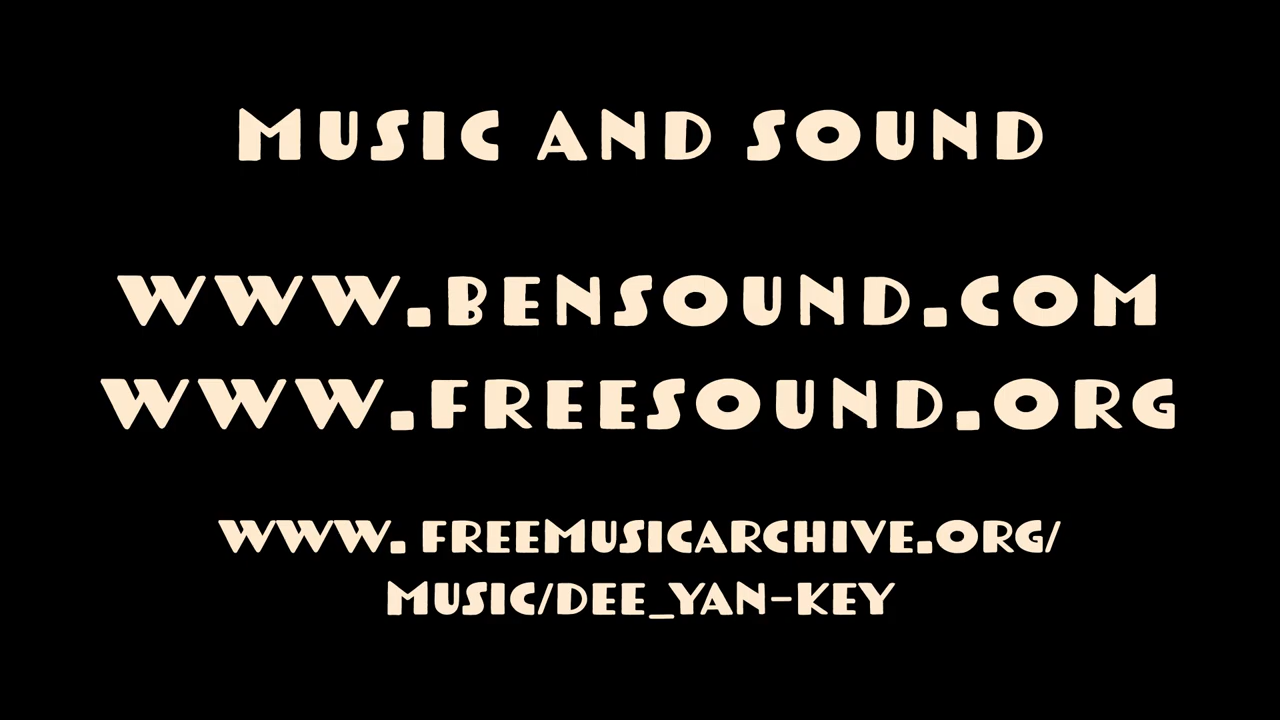 MUSIC AND SOUND
WWW.BENSOUND.COM
WWW.FREESOUND.ORG
WWW. FREEMUSICARCHIVE.ORG/
MUSIC/DEE_YAN-KEY